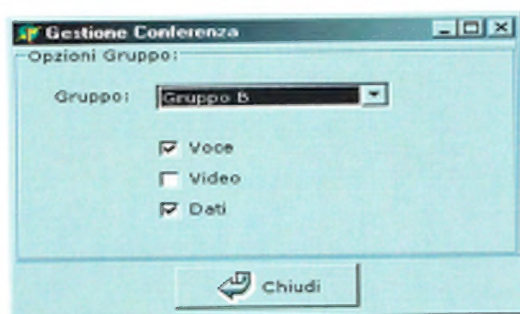 Gestione Conferenza
Opzioni Gruppo:
Gruppo: Gruppo B
Voce
Video
Dati
Chiudi